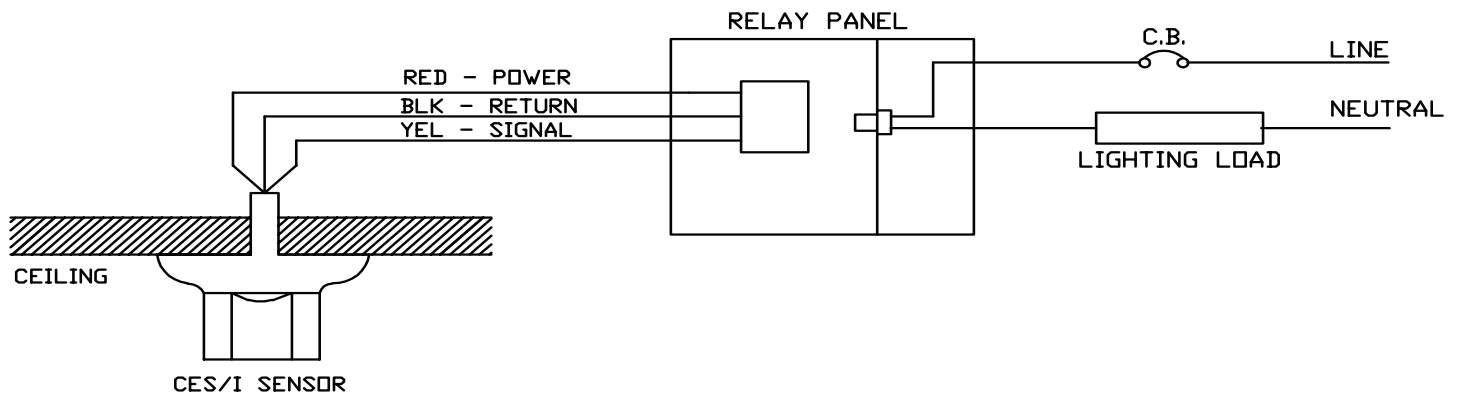 RELAY PANEL
C.B.
LINE
RED - POWER
BLK - RETURN
YEL - SIGNAL
NEUTRAL
LIGHTING LOAD
CEILING
CES/I SENSOR